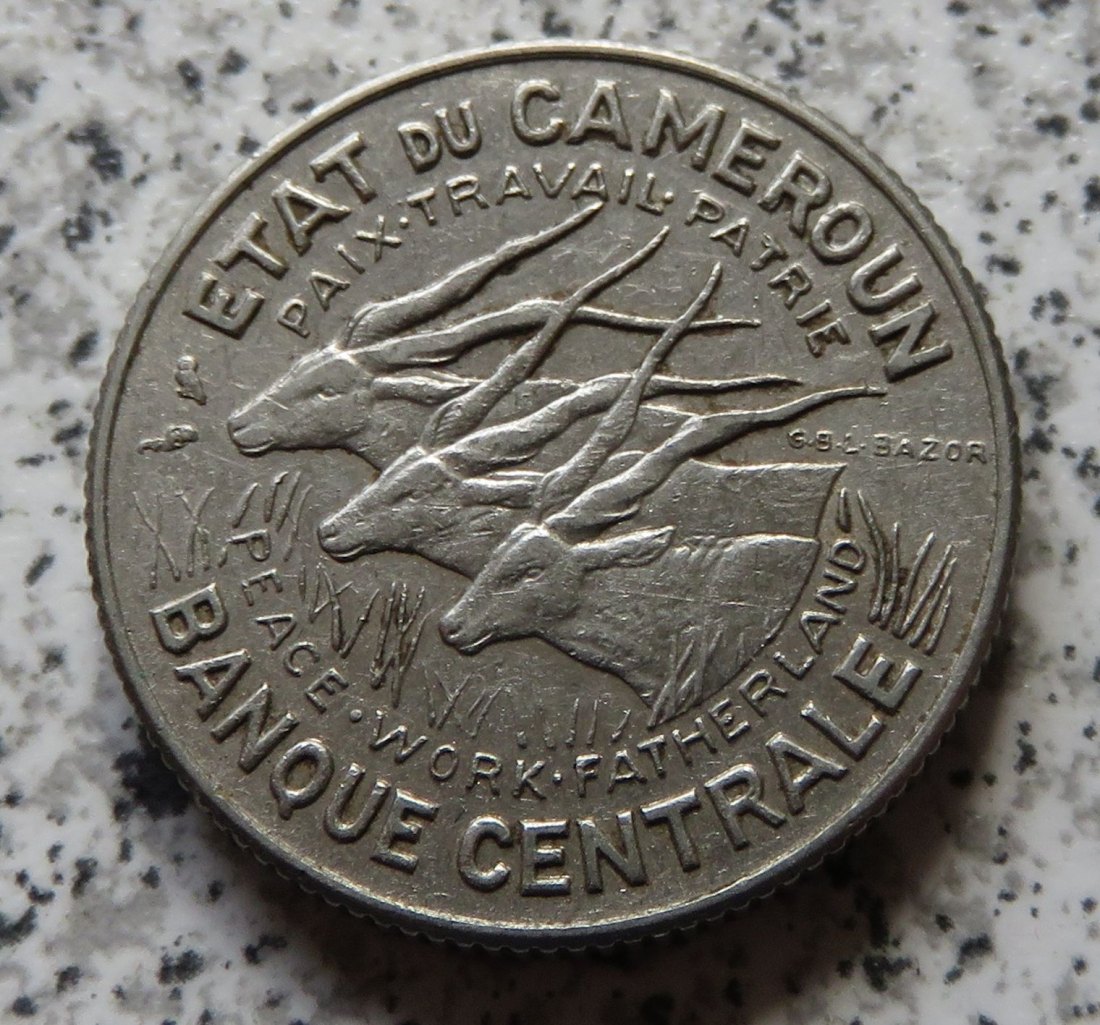 ETAT DU CAMEROUN
PAIX·TRAVAIL·PATRIE
G·B·L·BAZOR
PEACE·WORK·FATHERLAND
BANQUE CENTRALE